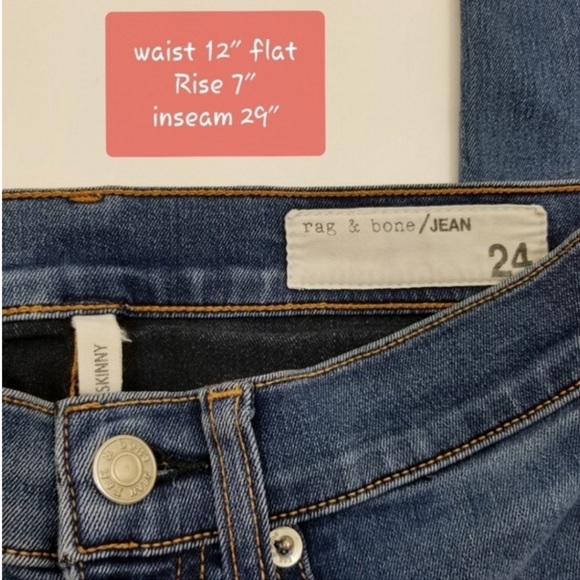 waist 12" flat
Rise 7"
inseam 29"
rag & bone/JEAN
24
SKINNY